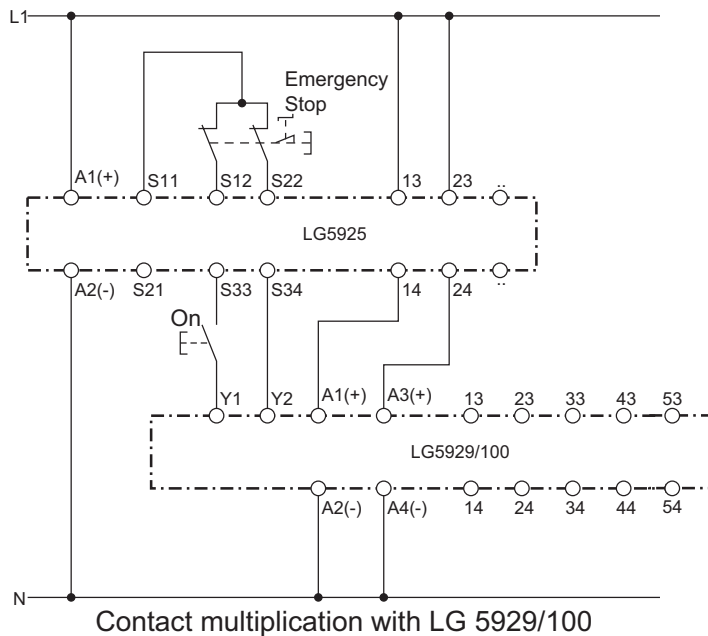 L1
Emergency
Stop
A1(+) S11 S12 S22 13 23 ..
LG5925
A2(-) S21 S33 S34 14 24 ..
On
Y1 Y2 A1(+) A3(+) 13 23 33 43 53
LG5929/100
A2(-) A4(-) 14 24 34 44 54
N
Contact multiplication with LG 5929/100